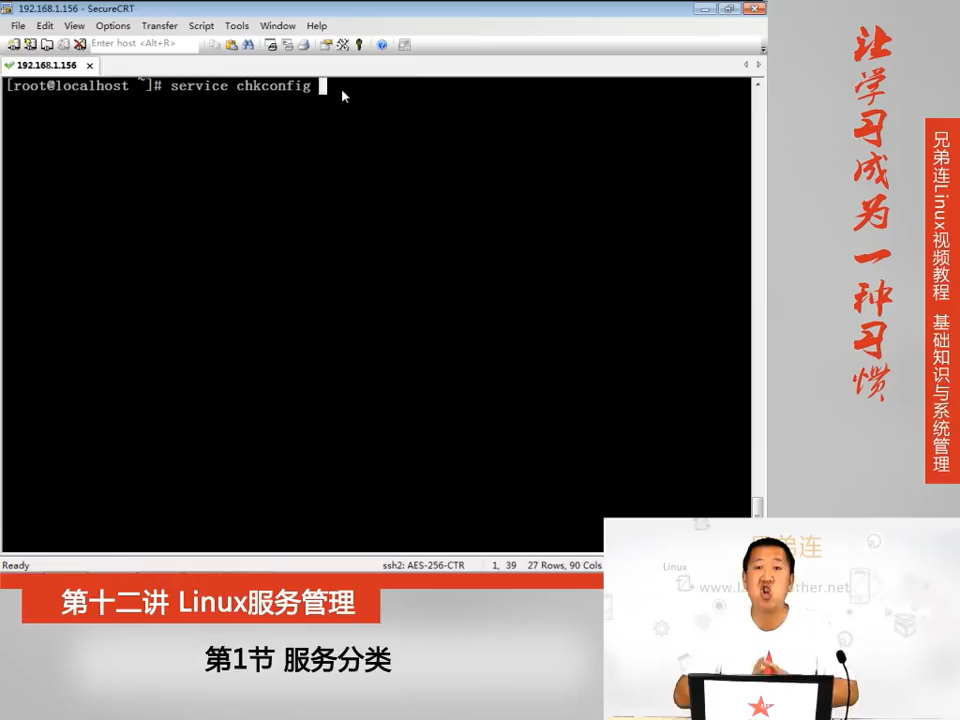 192.168.1.156 - SecureCRT
File Edit View Options Transfer Script Tools Window Help
Enter host <Alt+R>
192.168.1.156
[root@localhost ~]# service chkconfig
Ready
ssh2: AES-256-CTR
1, 39
27 Rows, 90 Cols
第十二讲 Linux服务管理
第1节 服务分类
让学习成为一种习惯
兄弟连Linux视频教程 基础知识与系统管理
Linux